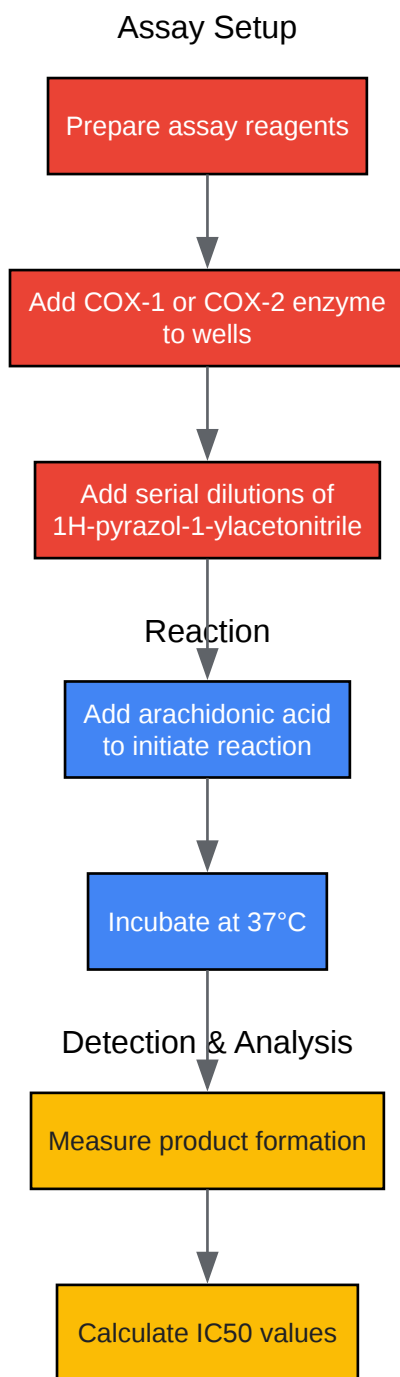 Assay Setup
Prepare assay reagents
Add COX-1 or COX-2 enzyme
to wells
Add serial dilutions of
1H-pyrazol-1-ylacetonitrile
Reaction
Add arachidonic acid
to initiate reaction
Incubate at 37°C
Detection & Analysis
Measure product formation
Calculate IC50 values